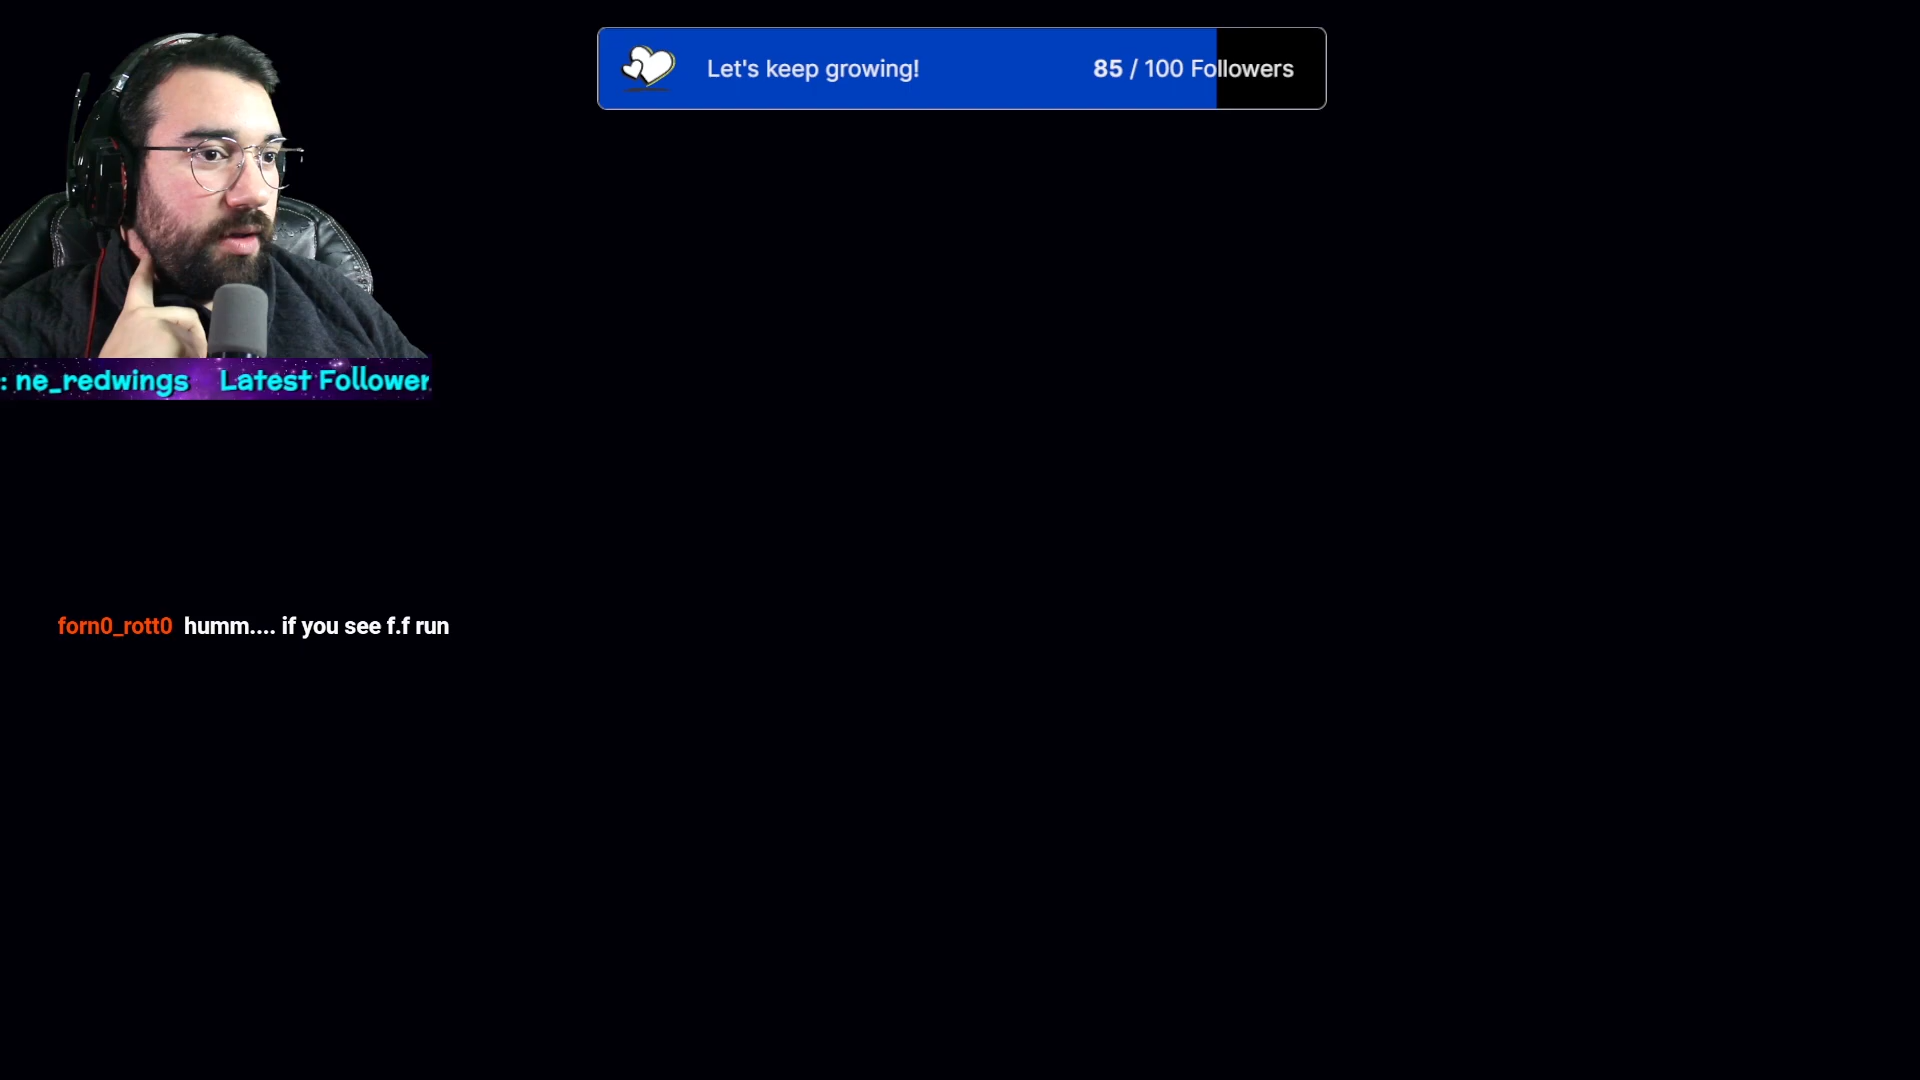 Let's keep growing! 85 / 100 Followers
: ne_redwings Latest Follower
forn0_rott0 humm.... if you see f.f run